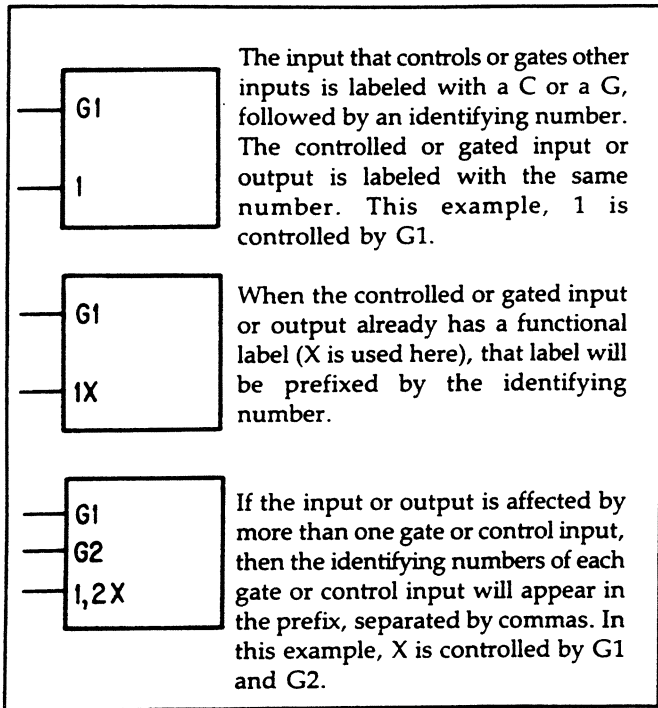 G1
1
The input that controls or gates other
inputs is labeled with a C or a G,
followed by an identifying number.
The controlled or gated input or
output is labeled with the same
number. This example, 1 is
controlled by G1.
G1
1X
When the controlled or gated input
or output already has a functional
label (X is used here), that label will
be prefixed by the identifying
number.
G1
G2
1,2X
If the input or output is affected by
more than one gate or control input,
then the identifying numbers of each
gate or control input will appear in
the prefix, separated by commas. In
this example, X is controlled by G1
and G2.